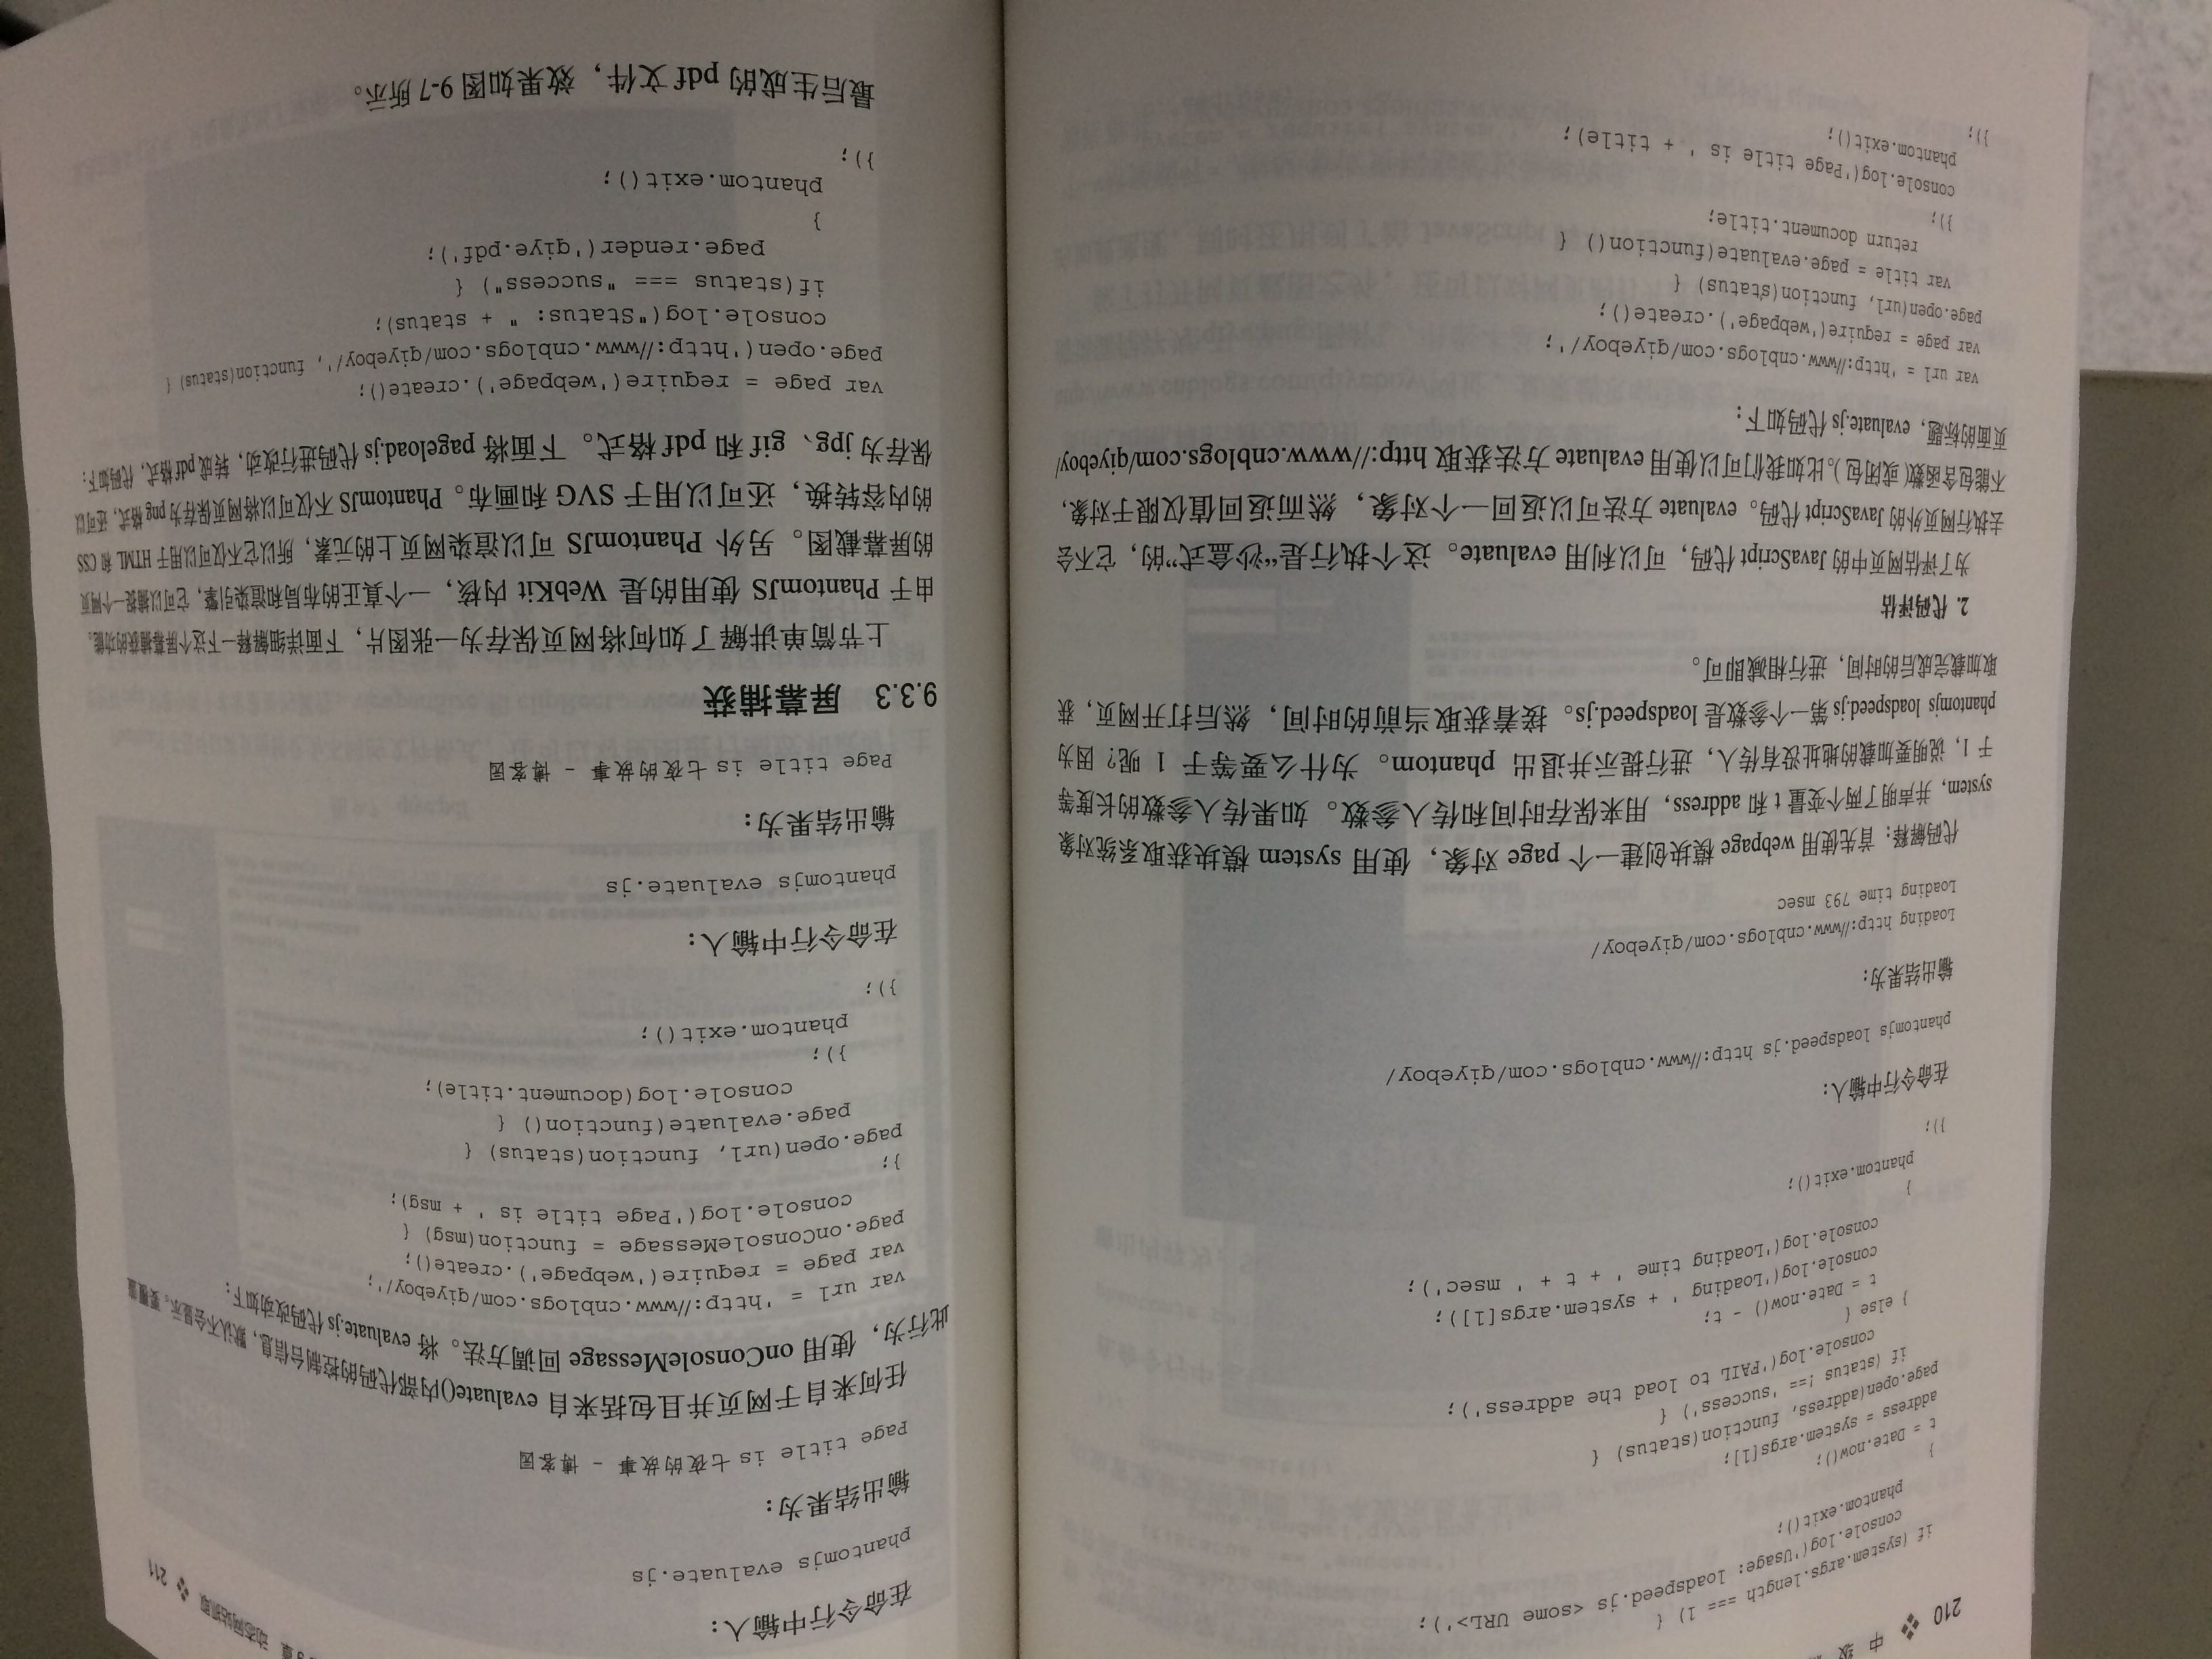 210 ❖ 中 级
if (system.args.length === 1) {
console.log('Usage: loadspeed.js <some URL>');
phantom.exit();
}
t = Date.now();
address = system.args[1];
page.open(address, function(status) {
if (status !== 'success') {
console.log('FAIL to load the address');
} else {
t = Date.now() - t;
console.log('Loading ' + system.args[1]);
console.log('Loading time ' + t + ' msec');
}
phantom.exit();
});
在命令行中输入:
phantomjs loadspeed.js http://www.cnblogs.com/qiyeboy/
输出结果为:
Loading http://www.cnblogs.com/qiyeboy/
Loading time 793 msec
代码解释:首先使用 webpage 模块创建一个 page 对象,使用 system 模块获取系统对象
system,并声明了两个变量 t 和 address,用来保存时间和传入参数。如果传入参数的长度等
于 1,说明要加载的地址没有传入,进行提示并退出 phantom。为什么要等于 1 呢?因为
phantomjs loadspeed.js 第一个参数是 loadspeed.js。接着获取当前的时间,然后打开网页,获
取加载完成后的时间,进行相减即可。
2. 代码评估
为了评估网页中的 JavaScript 代码,可以利用 evaluate。这个执行是“沙盒式”的,它不会
去执行网页外的 JavaScript 代码。evaluate 方法可以返回一个对象,然而返回值仅限于对象,
不能包含函数(或闭包)。比如我们可以使用 evaluate 方法获取 http://www.cnblogs.com/qiyeboy/
页面的标题,evaluate.js 代码如下:
var url = 'http://www.cnblogs.com/qiyeboy/';
var page = require('webpage').create();
page.open(url, function(status) {
var title = page.evaluate(function() {
return document.title;
});
console.log('Page title is ' + title);
phantom.exit();
});
动态网站抓取 ❖ 211
在命令行中输入:
phantomjs evaluate.js
输出结果为:
Page title is 七夜的故事 - 博客园
任何来自于网页并且包括来自 evaluate()内部代码的控制台信息,默认不会显示。要覆盖
此行为,使用 onConsoleMessage 回调方法。将 evaluate.js 代码改动如下:
var url = 'http://www.cnblogs.com/qiyeboy/';
var page = require('webpage').create();
page.onConsoleMessage = function(msg) {
console.log('Page title is ' + msg);
};
page.open(url, function(status) {
page.evaluate(function() {
console.log(document.title);
});
phantom.exit();
});
在命令行中输入:
phantomjs evaluate.js
输出结果为:
Page title is 七夜的故事 - 博客园
9.3.3 屏幕捕获
上节简单讲解了如何将网页保存为一张图片,下面详细解释一下这个屏幕捕获的功能。
由于 PhantomJS 使用的是 WebKit 内核,一个真正的布局和渲染引擎,它可以捕捉一个网页
的屏幕截图。另外 PhantomJS 可以渲染网页上的元素,所以它不仅可以用于 HTML 和 CSS
的内容转换,还可以用于 SVG 和画布。PhantomJS 不仅可以将网页保存为 png 格式,还可以
保存为 jpg、gif 和 pdf 格式。下面将 pageload.js 代码进行改动,转成 pdf 格式,代码如下:
var page = require('webpage').create();
page.open('http://www.cnblogs.com/qiyeboy/', function(status) {
console.log("Status: " + status);
if(status === "success") {
page.render('qiye.pdf');
}
phantom.exit();
});
最后生成的 pdf 文件,效果如图 9-7 所示。